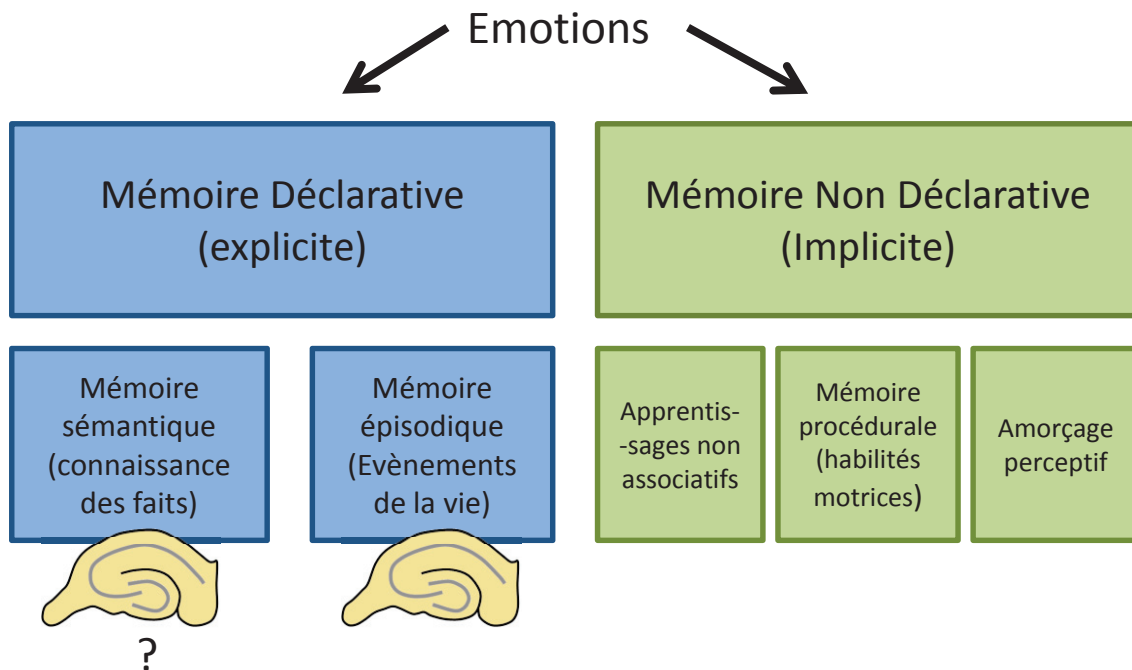 Emotions
Mémoire Déclarative
(explicite)
Mémoire Non Déclarative
(Implicite)
Mémoire
sémantique
(connaissance
des faits)
Mémoire
épisodique
(Evènements
de la vie)
Apprentis-
-sages non
associatifs
Mémoire
procédurale
(habilités
motrices)
Amorçage
perceptif
?